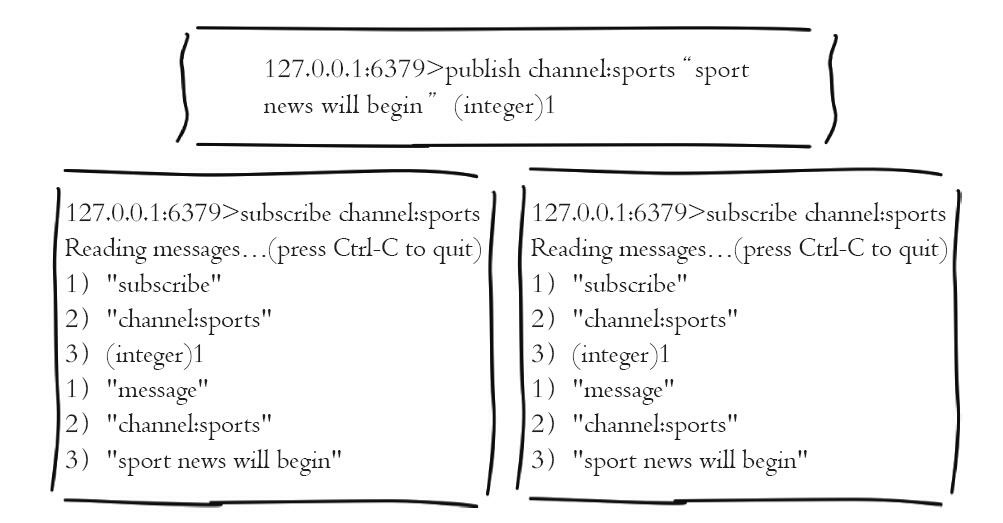 127.0.0.1:6379>publish channel:sports “sport
news will begin” (integer)1
127.0.0.1:6379>subscribe channel:sports
Reading messages...(press Ctrl-C to quit)
1) "subscribe"
2) "channel:sports"
3) (integer)1
1) "message"
2) "channel:sports"
3) "sport news will begin"
127.0.0.1:6379>subscribe channel:sports
Reading messages...(press Ctrl-C to quit)
1) "subscribe"
2) "channel:sports"
3) (integer)1
1) "message"
2) "channel:sports"
3) "sport news will begin"